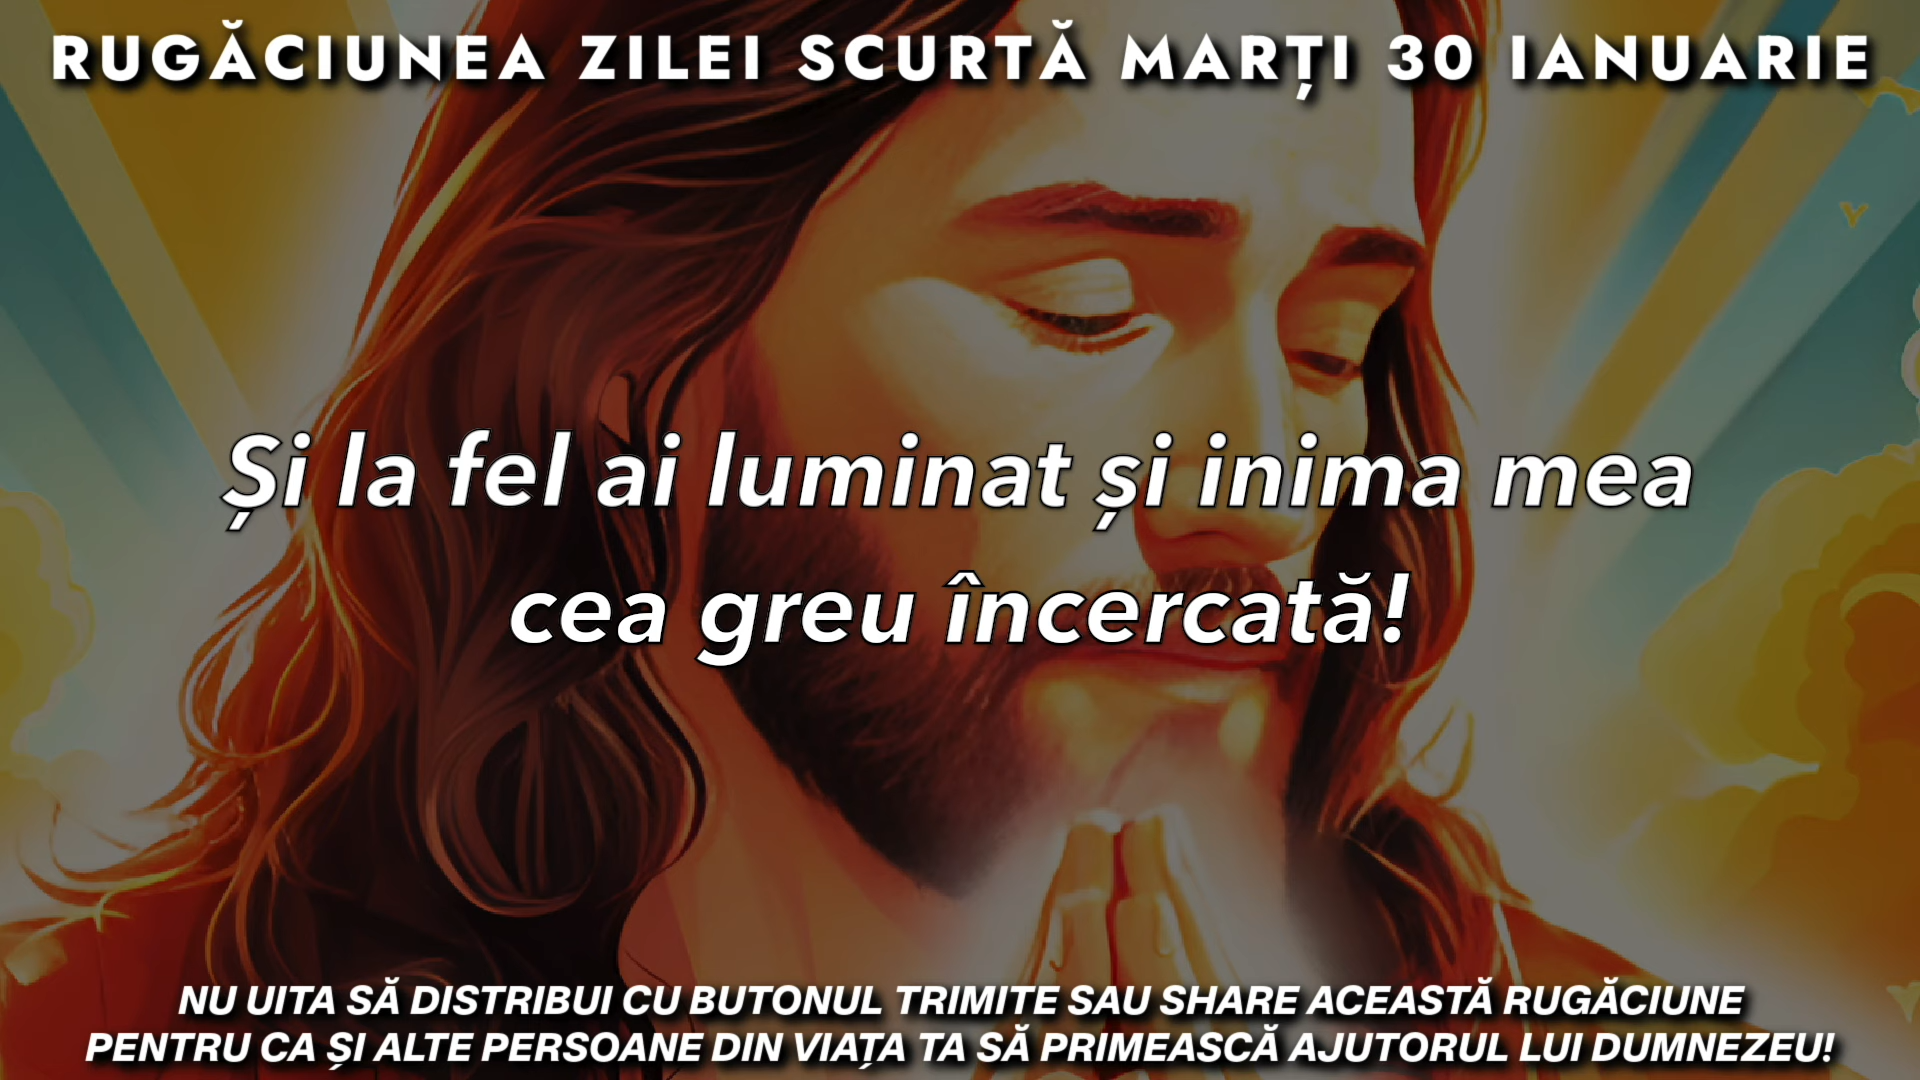 RUGĂCIUNEA ZILEI SCURTĂ MARȚI 30 IANUARIE
Și la fel ai luminat și inima mea
cea greu încercată!
NU UITA SĂ DISTRIBUI CU BUTONUL TRIMITE SAU SHARE ACEASTĂ RUGĂCIUNE
PENTRU CA ȘI ALTE PERSOANE DIN VIAȚA TA SĂ PRIMEASCĂ AJUTORUL LUI DUMNEZEU!